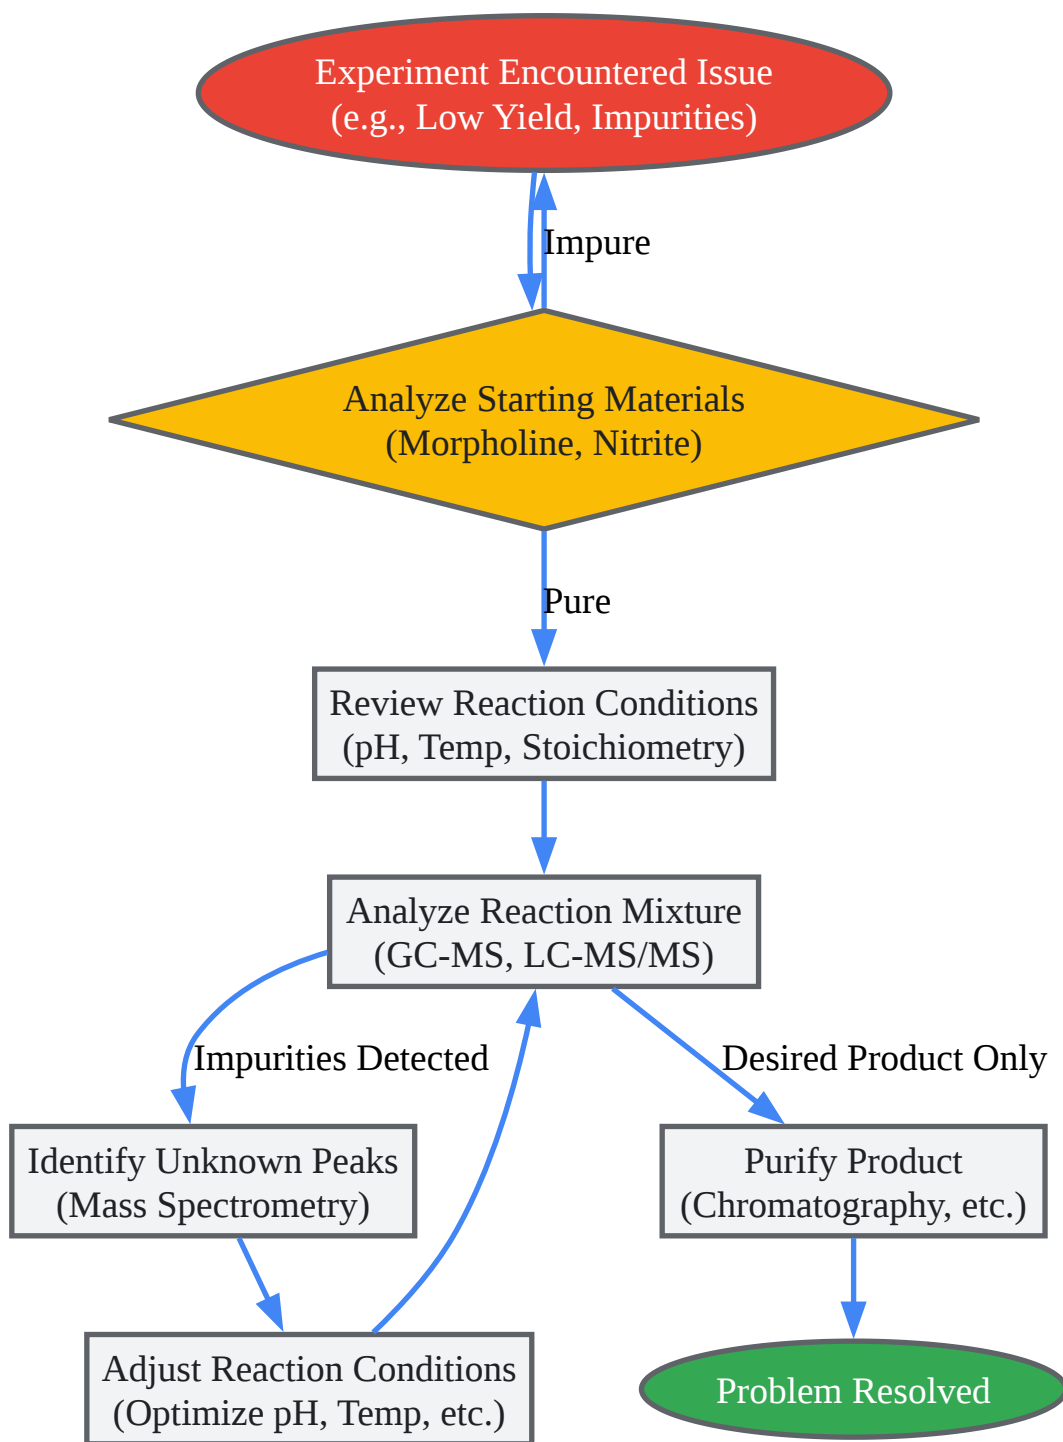 Experiment Encountered Issue
(e.g., Low Yield, Impurities)
Impure
Analyze Starting Materials
(Morpholine, Nitrite)
Pure
Review Reaction Conditions
(pH, Temp, Stoichiometry)
Analyze Reaction Mixture
(GC-MS, LC-MS/MS)
Impurities Detected
Desired Product Only
Identify Unknown Peaks
(Mass Spectrometry)
Purify Product
(Chromatography, etc.)
Adjust Reaction Conditions
(Optimize pH, Temp, etc.)
Problem Resolved